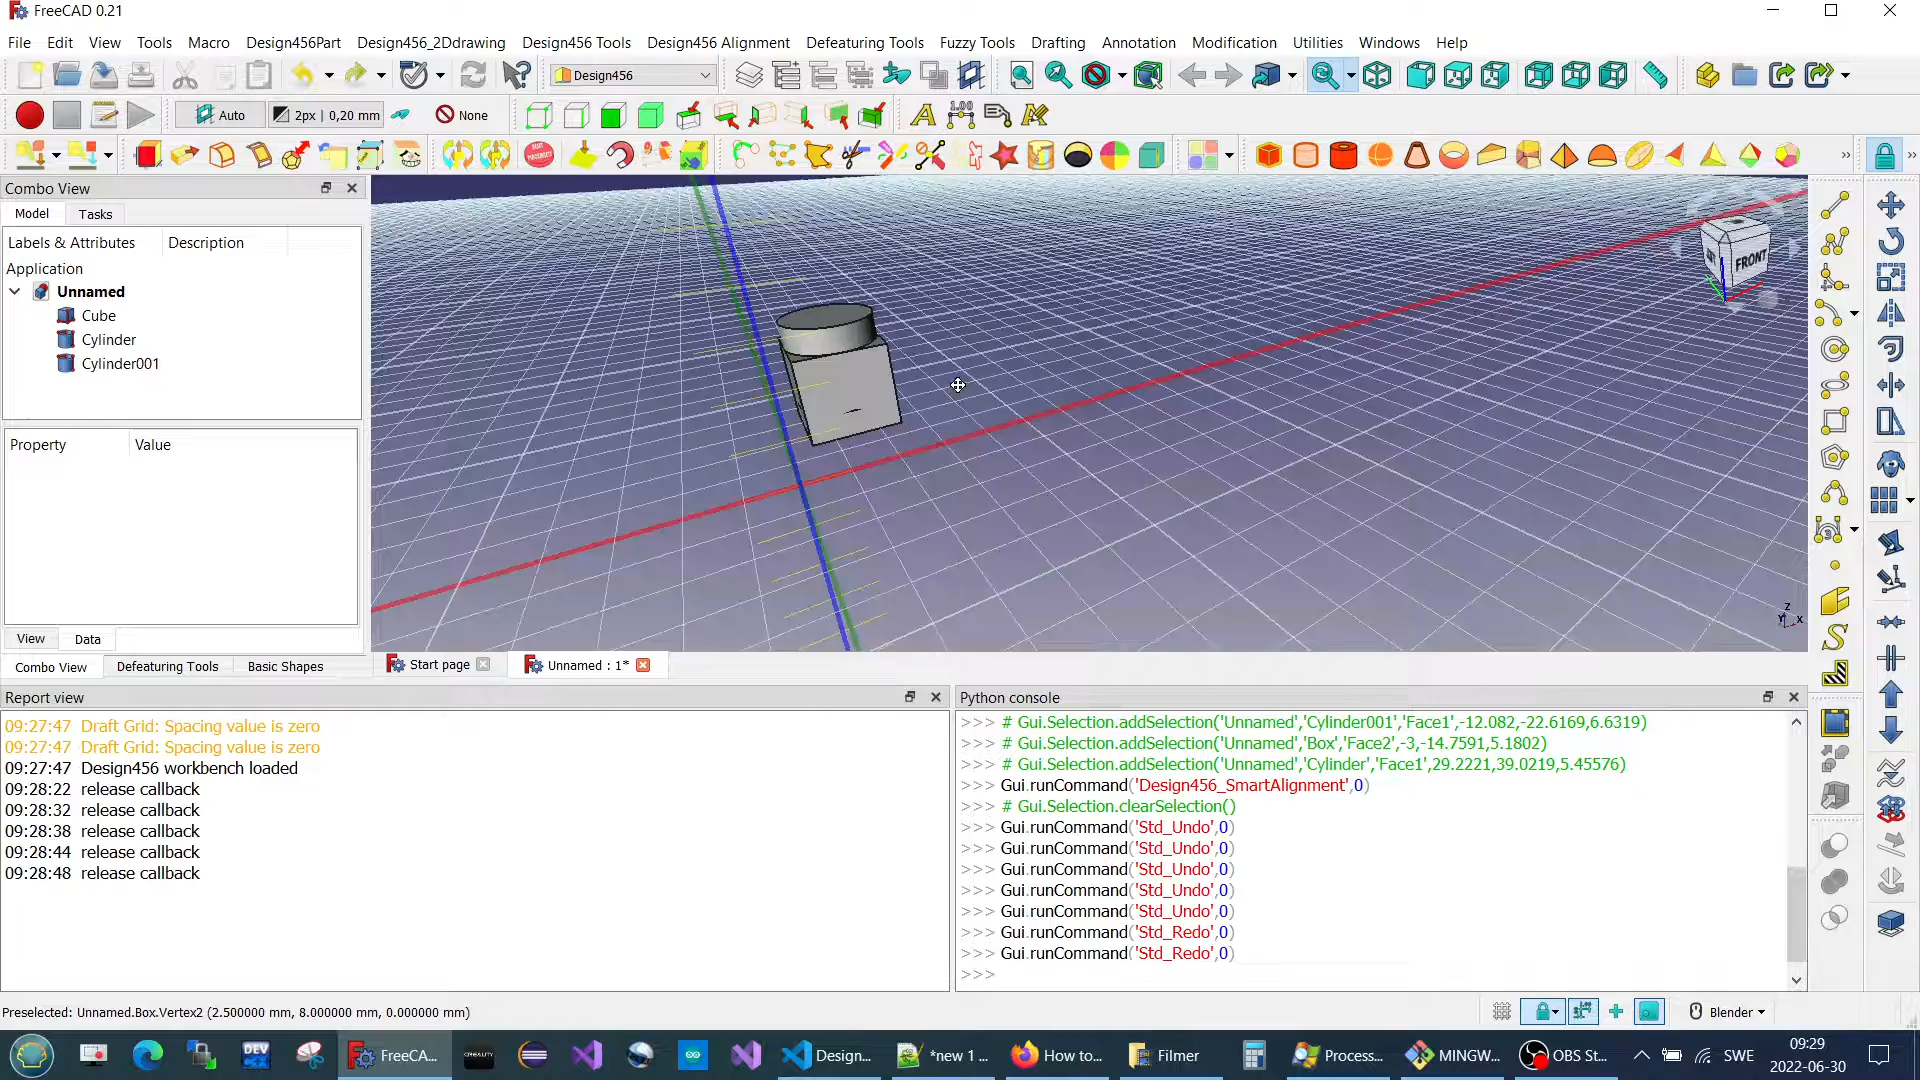 FreeCAD 0.21
File Edit View Tools Macro Design456Part Design456_2Ddrawing Design456 Tools Design456 Alignment Defeaturing Tools Fuzzy Tools Drafting Annotation Modification Utilities Windows Help
Design456
Auto 2px | 0,20 mm None
Combo View
Model Tasks
Labels & Attributes Description
Application
Unnamed
Cube
Cylinder
Cylinder001
Property Value
View Data
Combo View Defeaturing Tools Basic Shapes
FRONT
Z
Y X
Start page Unnamed : 1*
Report view
09:27:47 Draft Grid: Spacing value is zero
09:27:47 Draft Grid: Spacing value is zero
09:27:47 Design456 workbench loaded
09:28:22 release callback
09:28:32 release callback
09:28:38 release callback
09:28:44 release callback
09:28:48 release callback
Python console
>>> # Gui.Selection.addSelection('Unnamed','Cylinder001','Face1',-12.082,-22.6169,6.6319)
>>> # Gui.Selection.addSelection('Unnamed','Box','Face2',-3,-14.7591,5.1802)
>>> # Gui.Selection.addSelection('Unnamed','Cylinder','Face1',29.2221,39.0219,5.45576)
>>> Gui.runCommand('Design456_SmartAlignment',0)
>>> # Gui.Selection.clearSelection()
>>> Gui.runCommand('Std_Undo',0)
>>> Gui.runCommand('Std_Undo',0)
>>> Gui.runCommand('Std_Undo',0)
>>> Gui.runCommand('Std_Undo',0)
>>> Gui.runCommand('Std_Undo',0)
>>> Gui.runCommand('Std_Redo',0)
>>> Gui.runCommand('Std_Redo',0)
>>>
Preselected: Unnamed.Box.Vertex2 (2.500000 mm, 8.000000 mm, 0.000000 mm)
Blender
FreeCA... Design... *new 1 ... How to... Filmer Process... MINGW... OBS St... SWE
09:29
2022-06-30